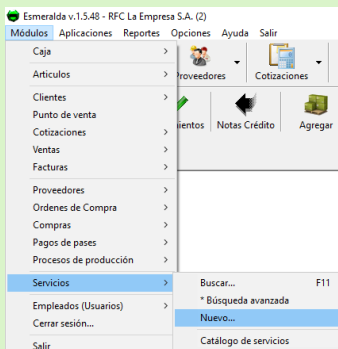 Esmeralda v.1.5.48 - RFC La Empresa S.A. (2)
Módulos Aplicaciones Reportes Opciones Ayuda Salir
Caja
Articulos
Clientes
Punto de venta
Cotizaciones
Ventas
Facturas
Proveedores
Ordenes de Compra
Compras
Pagos de pases
Procesos de producción
Servicios
Empleados (Usuarios)
Cerrar sesión...
Salir
Proveedores Cotizaciones
Notas Crédito Agregar
Buscar... F11
* Búsqueda avanzada
Nuevo...
Catálogo de servicios